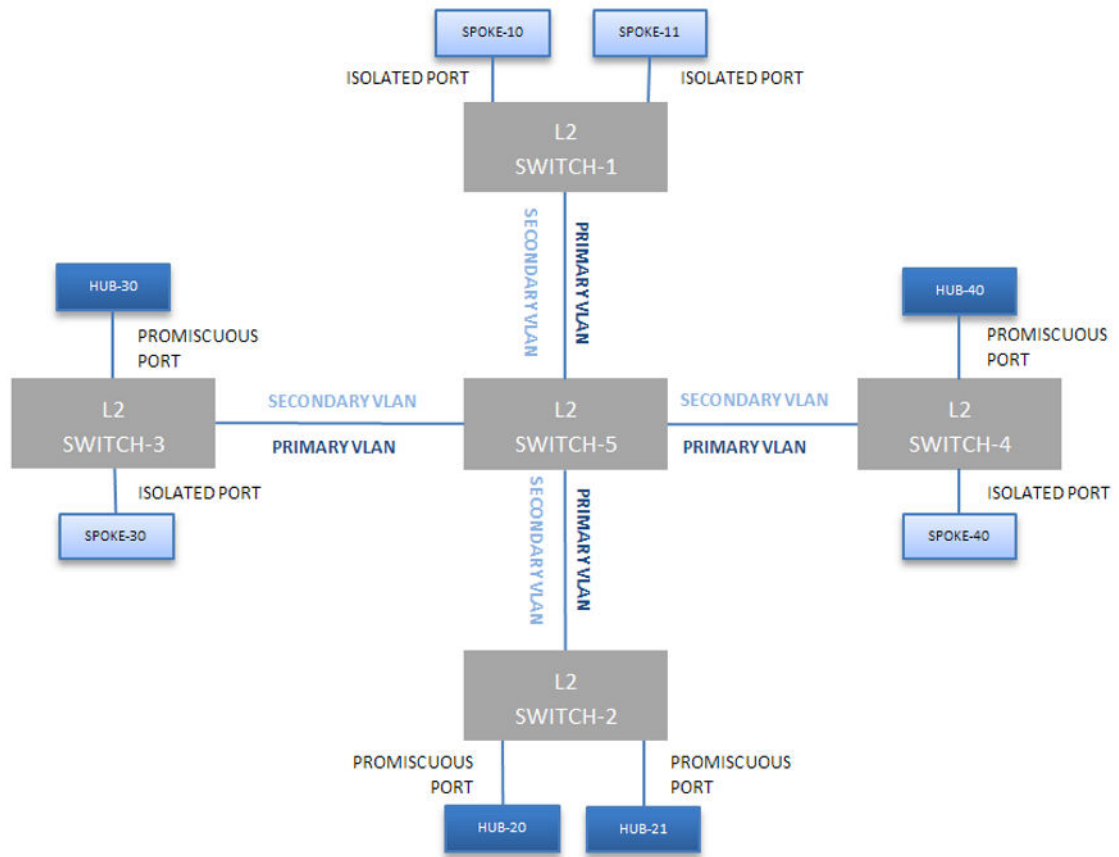 SPOKE-10
SPOKE-11
ISOLATED PORT
ISOLATED PORT
L2
SWITCH-1
SECONDARY VLAN
PRIMARY VLAN
HUB-30
HUB-40
PROMISCUOUS
PORT
PROMISCUOUS
PORT
L2
SWITCH-3
SECONDARY VLAN
PRIMARY VLAN
L2
SWITCH-5
SECONDARY VLAN
PRIMARY VLAN
L2
SWITCH-4
ISOLATED PORT
ISOLATED PORT
SPOKE-30
SPOKE-40
SECONDARY VLAN
PRIMARY VLAN
L2
SWITCH-2
PROMISCUOUS
PORT
PROMISCUOUS
PORT
HUB-20
HUB-21